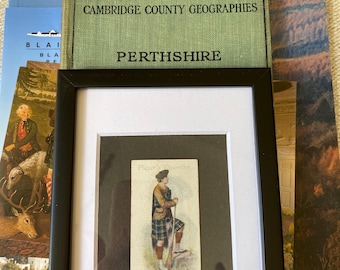 CAMBRIDGE COUNTY GEOGRAPHIES
PERTHSHIRE
BLAI
BLA